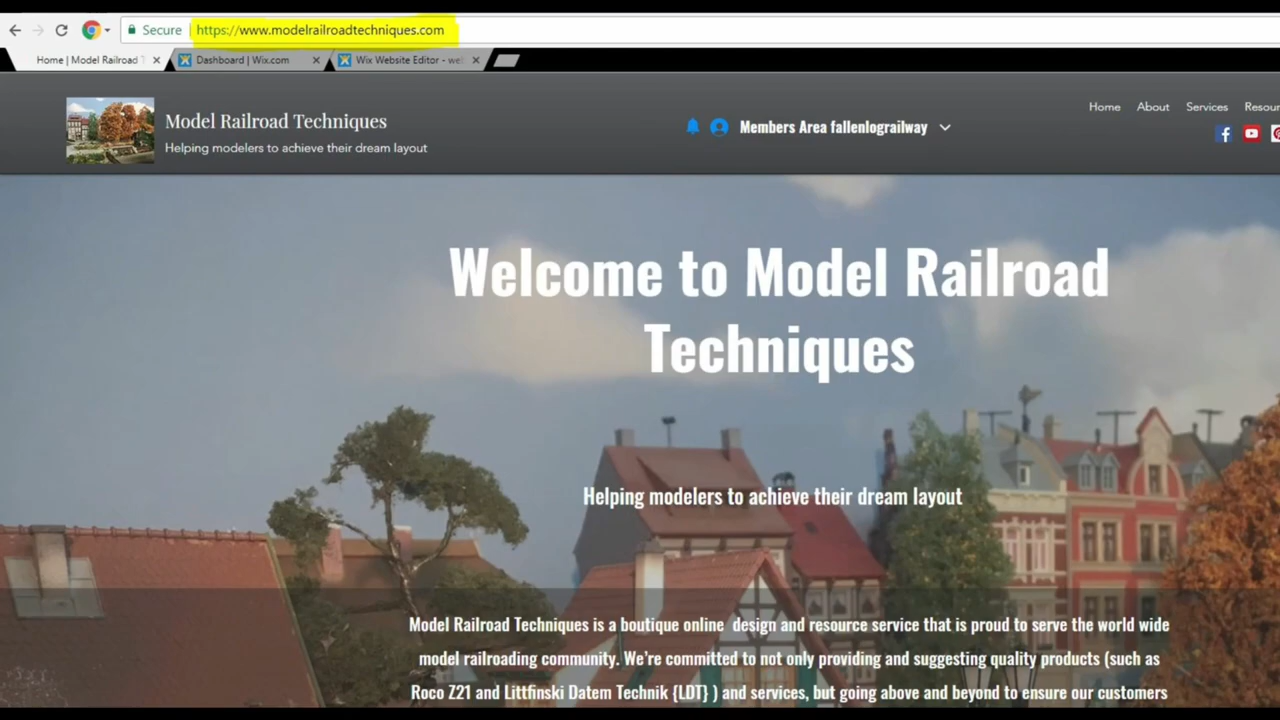 Secure https://www.modelrailroadtechniques.com
Home | Model Railroad Dashboard | Wix.com Wix Website Editor - we
Model Railroad Techniques
Helping modelers to achieve their dream layout
Members Area fallenlograilway
Home About Services Resour
Welcome to Model Railroad
Techniques
Helping modelers to achieve their dream layout
Model Railroad Techniques is a boutique online design and resource service that is proud to serve the world wide
model railroading community. We're committed to not only providing and suggesting quality products (such as
Roco Z21 and Littfinski Datem Technik {LDT} ) and services, but going above and beyond to ensure our customers